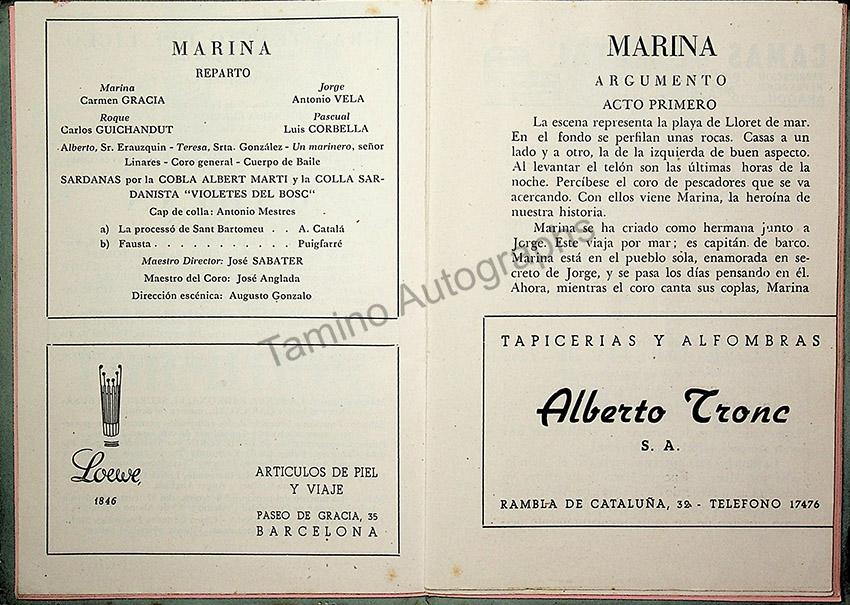 MARINA
REPARTO
Marina
Carmen GRACIA
Jorge
Antonio VELA
Roque
Carlos GUICHANDUT
Pascual
Luis CORBELLA
Alberto, Sr. Erauzquin - Teresa, Srta. González - Un marinero, señor
Linares - Coro general - Cuerpo de Baile
SARDANAS por la COBLA ALBERT MARTI y la COLLA SAR-
DANISTA "VIOLETES DEL BOSC"
Cap de colla: Antonio Mestres
a) La processó de Sant Bartomeu . . A. Catalá
b) Fausta . . . . . . . . . . Puigfarré
Maestro Director: José SABATER
Maestro del Coro: José Anglada
Dirección escénica: Augusto Gonzalo
Loewe
1846
ARTICULOS DE PIEL
Y VIAJE
PASEO DE GRACIA, 35
BARCELONA
MARINA
ARGUMENTO
ACTO PRIMERO
La escena representa la playa de Lloret de mar.
En el fondo se perfilan unas rocas. Casas a un
lado y a otro, la de la izquierda de buen aspecto.
Al levantar el telón son las últimas horas de la
noche. Percíbese el coro de pescadores que se va
acercando. Con ellos viene Marina, la heroína de
nuestra historia.
Marina se ha criado como hermana junto a
Jorge. Este viaja por mar; es capitán de barco.
Marina está en el pueblo sola, enamorada en se-
creto de Jorge, y se pasa los días pensando en él.
Ahora, mientras el coro canta sus coplas, Marina
TAPICERIAS Y ALFOMBRAS
Alberto Tronc
S. A.
RAMBLA DE CATALUÑA, 32 - TELEFONO 17476
Tamino Autographs